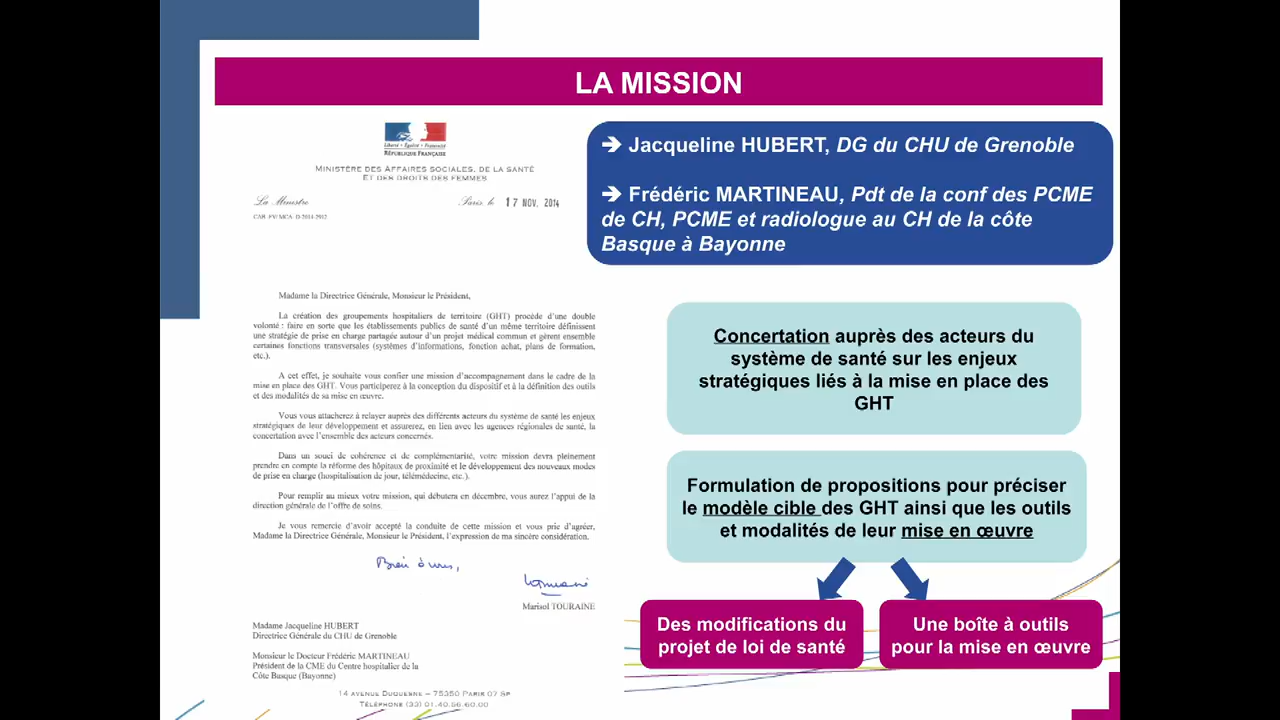 LA MISSION
Liberté • Égalité • Fraternité
RÉPUBLIQUE FRANÇAISE
MINISTÈRE DES AFFAIRES SOCIALES, DE LA SANTÉ
ET DES DROITS DES FEMMES
La Ministre
Paris, le 17 NOV. 2014
Madame la Directrice Générale, Monsieur le Président,
La création des groupements hospitaliers de territoire (GHT) procède d'une double
volonté : faire en sorte que les établissements publics de santé d'un même territoire définissent
une stratégie de prise en charge partagée autour d'un projet médical commun et gèrent ensemble
certaines fonctions transversales (systèmes d'informations, fonction achat, plans de formation,
etc.).
A cet effet, je souhaite vous confier une mission d'accompagnement dans le cadre de la
mise en place des GHT. Vous participerez à la conception du dispositif et à la définition des outils
et des modalités de sa mise en œuvre.
Vous vous attacherez à relayer auprès des différents acteurs du système de santé les enjeux
stratégiques de leur développement et assurerez, en lien avec les agences régionales de santé, la
concertation avec l'ensemble des acteurs concernés.
Dans un souci de cohérence et de complémentarité, votre mission devra pleinement
prendre en compte la réforme des hôpitaux de proximité et le développement des nouveaux modes
de prise en charge (hospitalisation de jour, télémédecine, etc.).
Pour remplir au mieux votre mission, qui débutera en décembre, vous aurez l'appui de la
direction générale de l'offre de soins.
Je vous remercie d'avoir accepté la conduite de cette mission et vous prie d'agréer,
Madame la Directrice Générale, Monsieur le Président, l'expression de ma sincère considération.
Bien à vous,
Marisol TOURAINE
Madame Jacqueline HUBERT
Directrice Générale du CHU de Grenoble
Monsieur le Docteur Frédéric MARTINEAU
Président de la CME du Centre hospitalier de la
Côte Basque (Bayonne)
14 AVENUE DUQUESNE – 75350 PARIS 07 SP
TÉLÉPHONE (33) 01.40.56.60.00
➔ Jacqueline HUBERT, DG du CHU de Grenoble
➔ Frédéric MARTINEAU, Pdt de la conf des PCME
de CH, PCME et radiologue au CH de la côte
Basque à Bayonne
Concertation auprès des acteurs du
système de santé sur les enjeux
stratégiques liés à la mise en place des
GHT
Formulation de propositions pour préciser
le modèle cible des GHT ainsi que les outils
et modalités de leur mise en œuvre
Des modifications du
projet de loi de santé
Une boîte à outils
pour la mise en œuvre